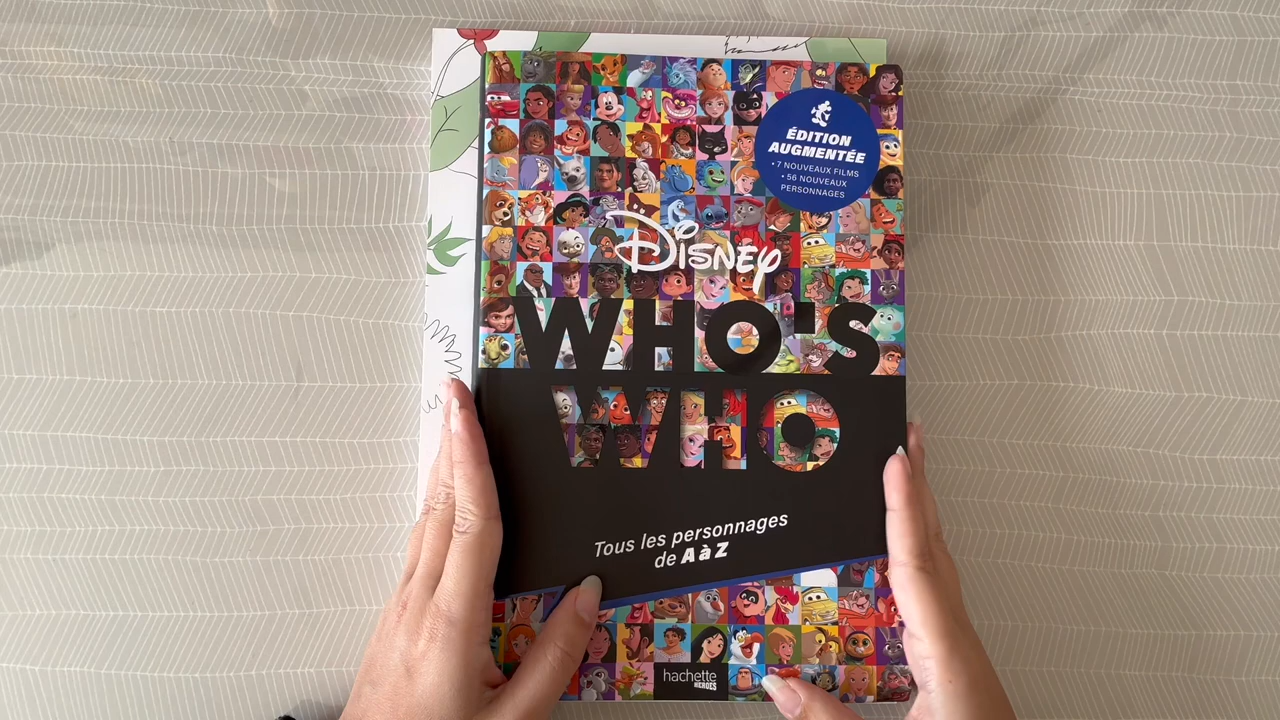 ÉDITION
AUGMENTÉE
• 7 NOUVEAUX FILMS
• 56 NOUVEAUX
PERSONNAGES
Disney
WHO'S
WHO
Tous les personnages
de A à Z
hachette
HEROES